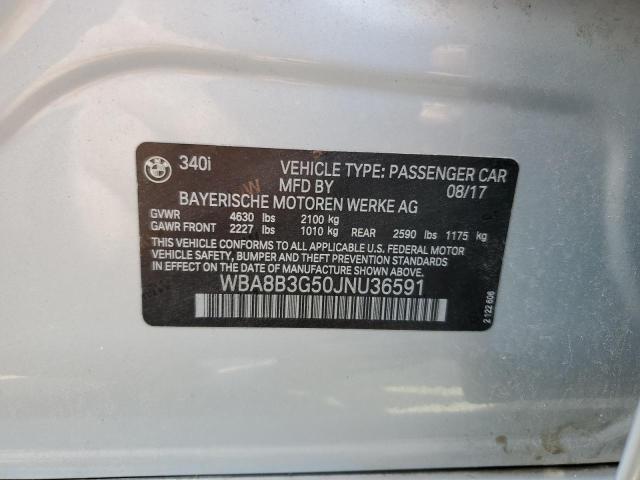 340i VEHICLE TYPE: PASSENGER CAR
MFD BY 08/17
BAYERISCHE MOTOREN WERKE AG
GVWR 4630 lbs 2100 kg
GAWR FRONT 2227 lbs 1010 kg REAR 2590 lbs 1175 kg
THIS VEHICLE CONFORMS TO ALL APPLICABLE U.S. FEDERAL MOTOR
VEHICLE SAFETY, BUMPER, AND THEFT PREVENTION STANDARDS
IN EFFECT ON THE DATE OF MANUFACTURE SHOWN ABOVE.
WBA8B3G50JNU36591
2 122 606